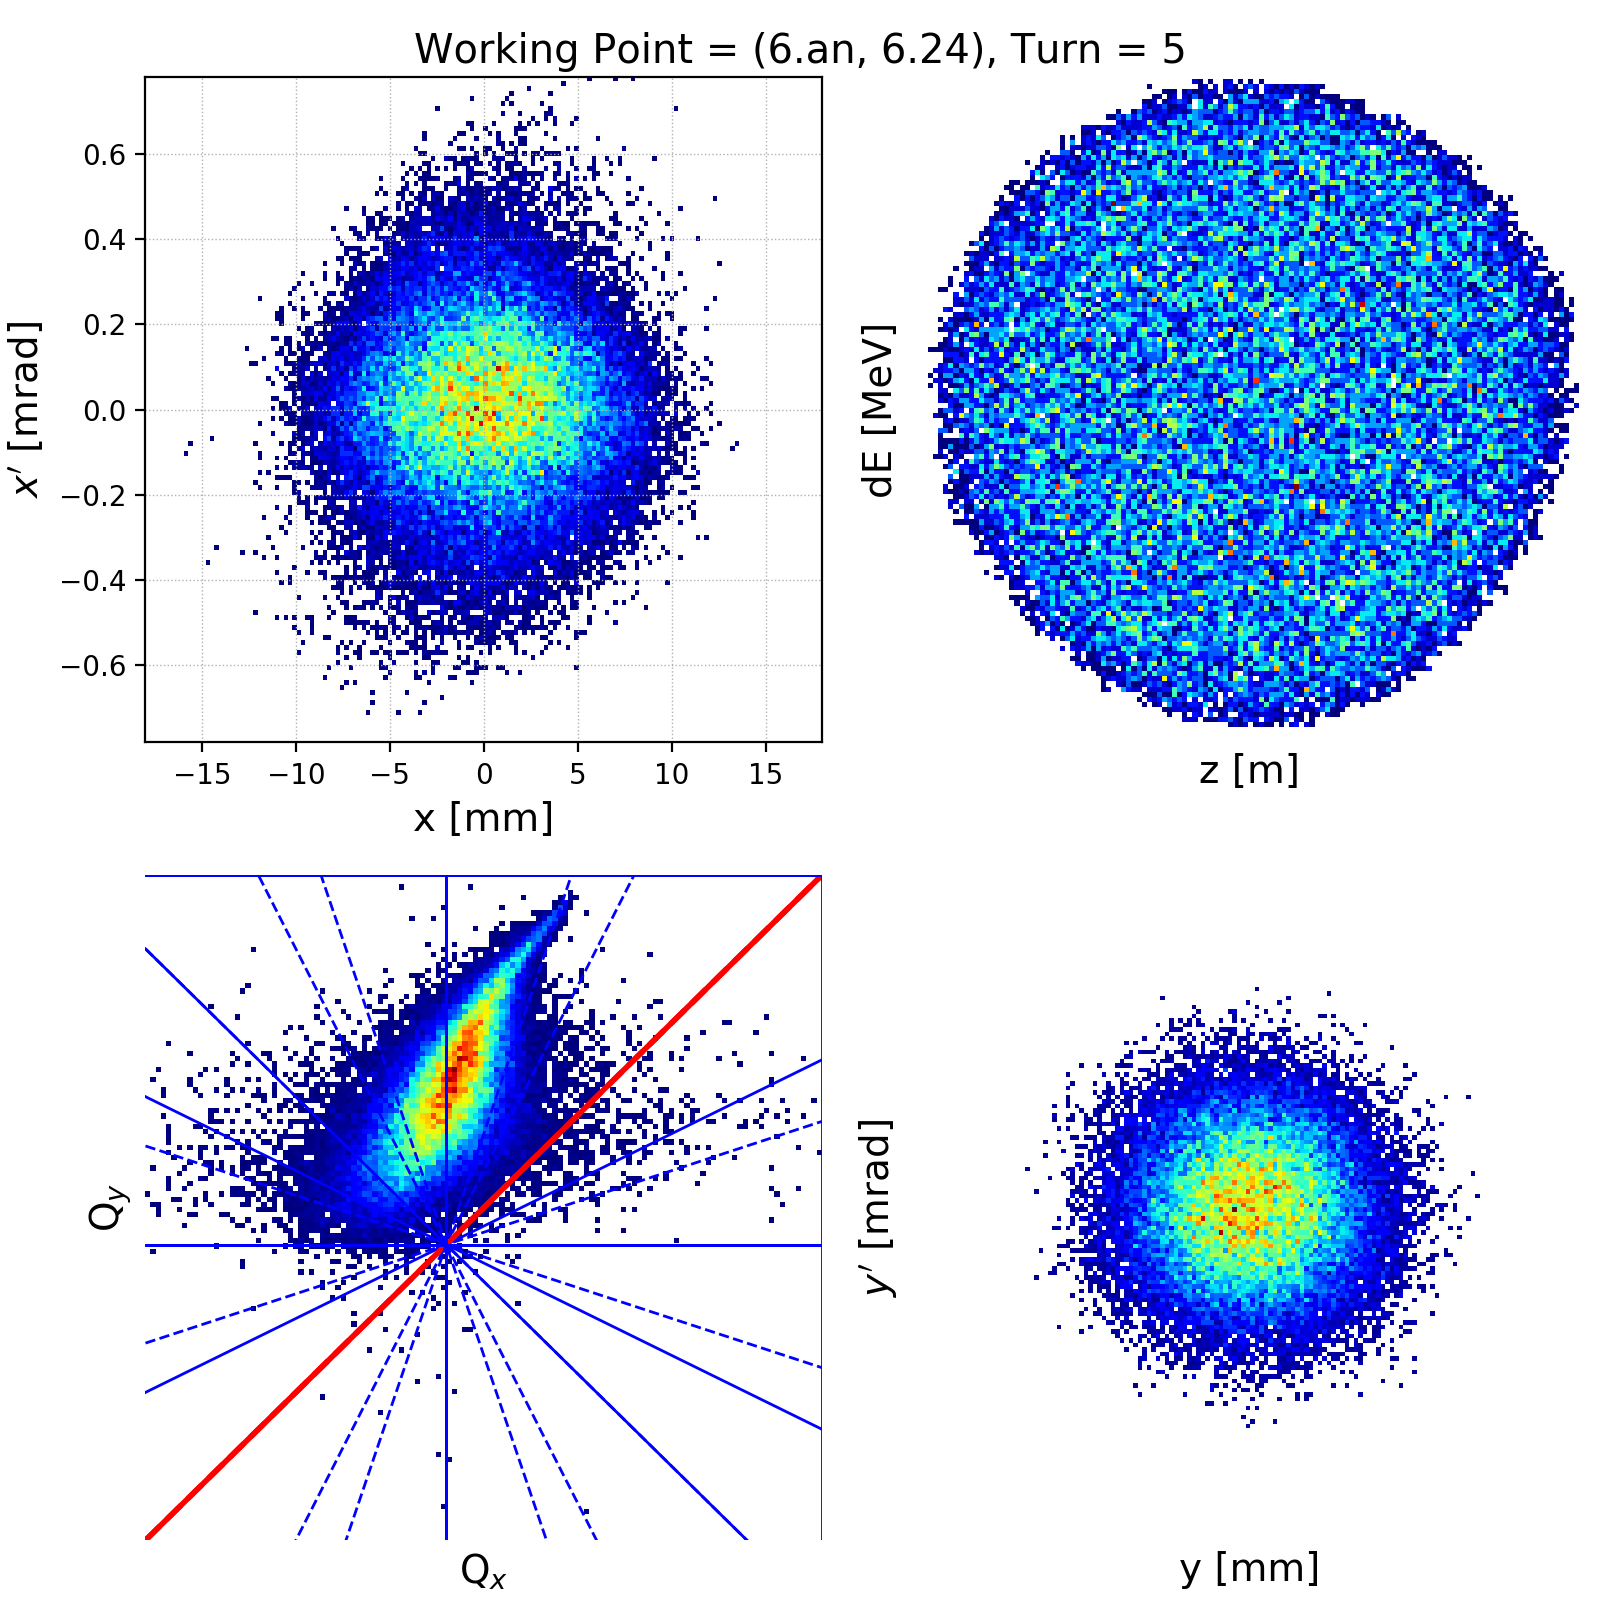 Working Point = (6.an, 6.24), Turn = 5
x′ [mrad]
0.6
0.4
0.2
0.0
−0.2
−0.4
−0.6
−15 −10 −5 0 5 10 15
x [mm]
dE [MeV]
z [m]
Qy
Qx
y′ [mrad]
y [mm]